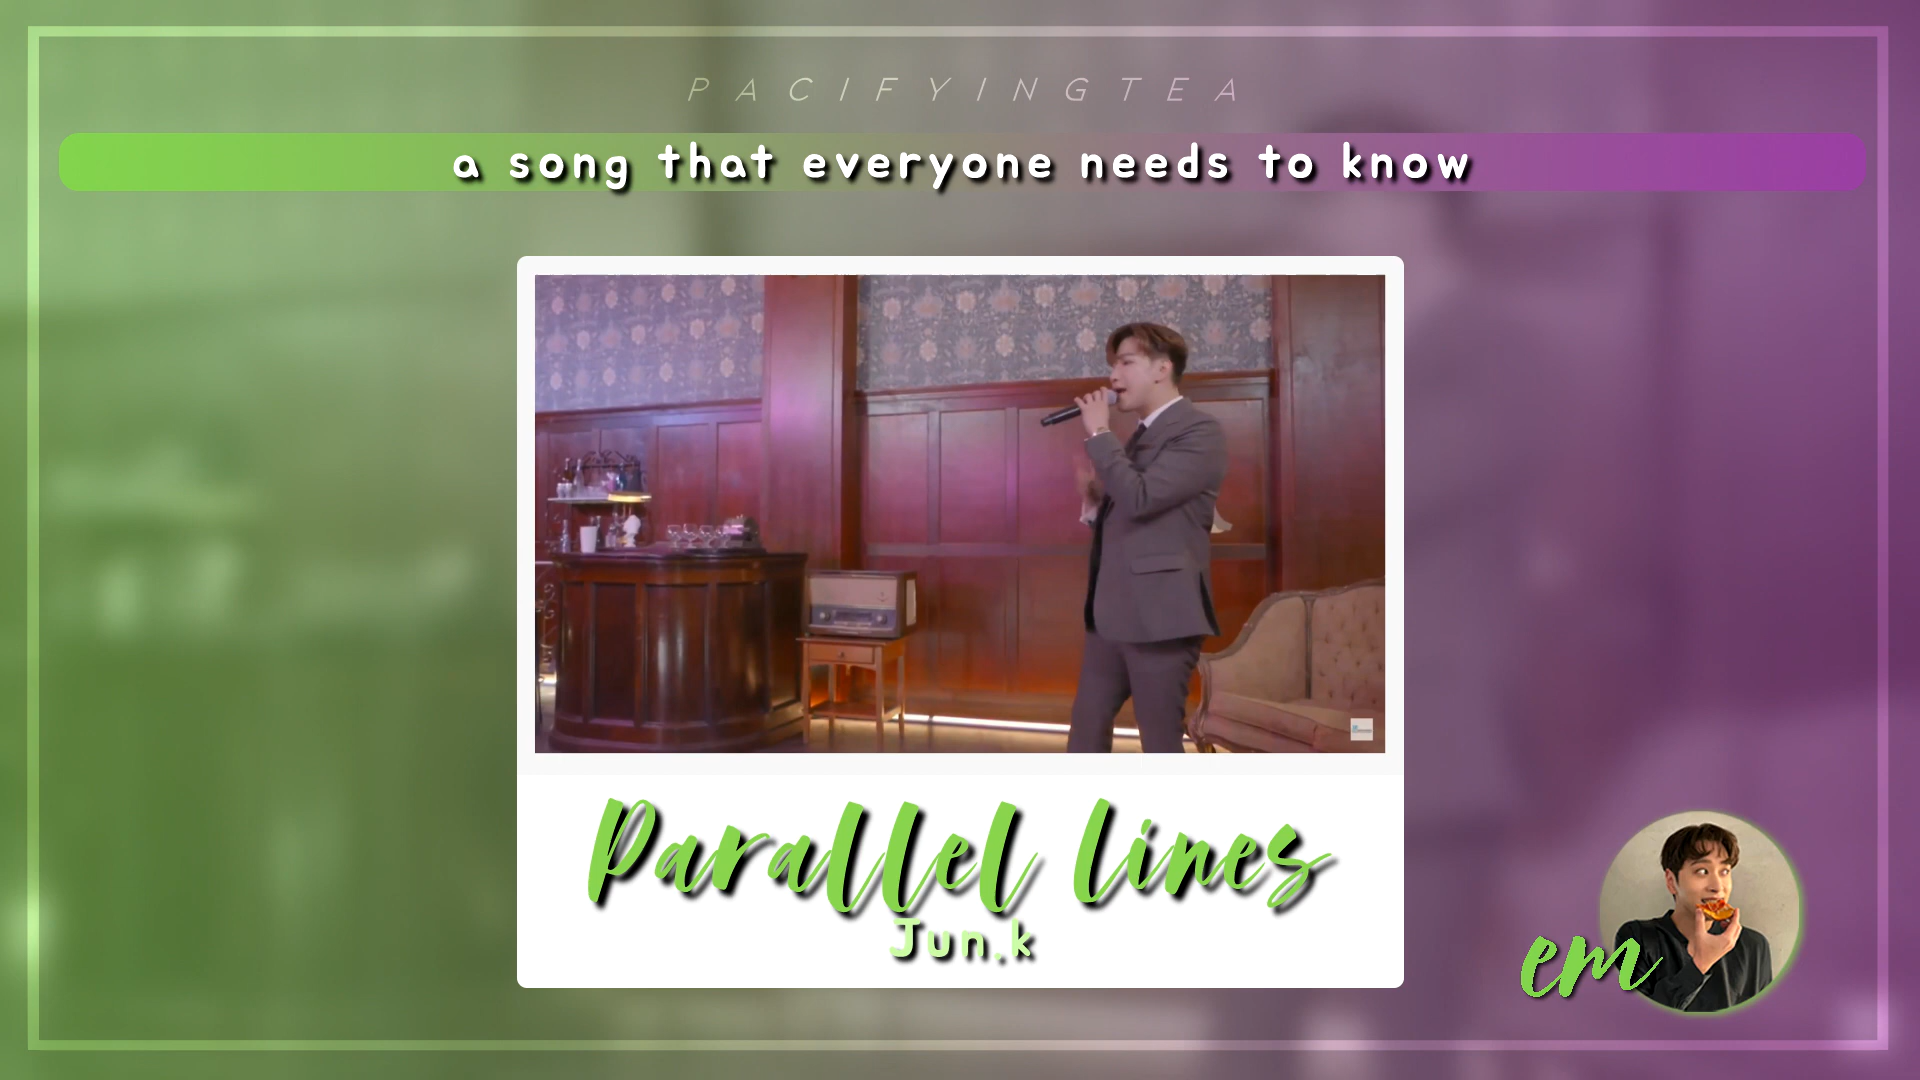 PACIFYINGTEA
a song that everyone needs to know
Parallel lines
Jun.k
em